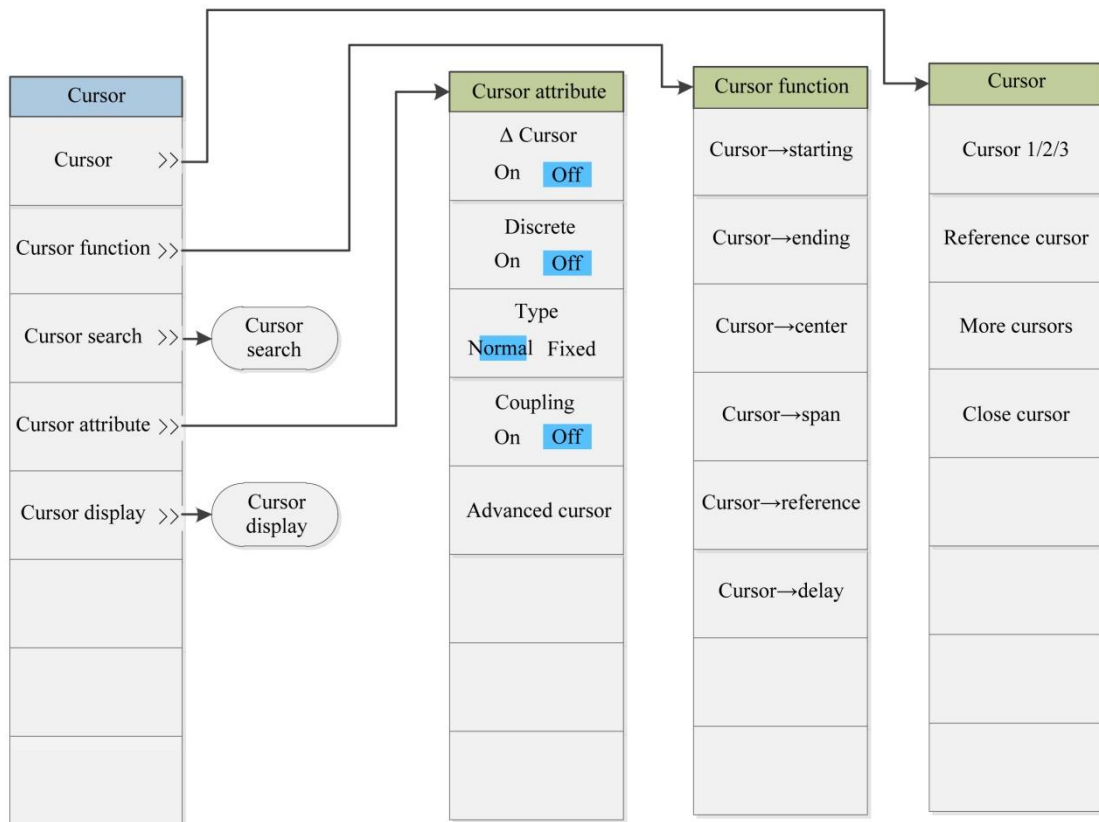 Cursor
Cursor >>
Cursor function >>
Cursor search >>
Cursor attribute >>
Cursor display >>
Cursor
search
Cursor
display
Cursor attribute
Δ Cursor
On Off
Discrete
On Off
Type
Normal Fixed
Coupling
On Off
Advanced cursor
Cursor function
Cursor→starting
Cursor→ending
Cursor→center
Cursor→span
Cursor→reference
Cursor→delay
Cursor
Cursor 1/2/3
Reference cursor
More cursors
Close cursor